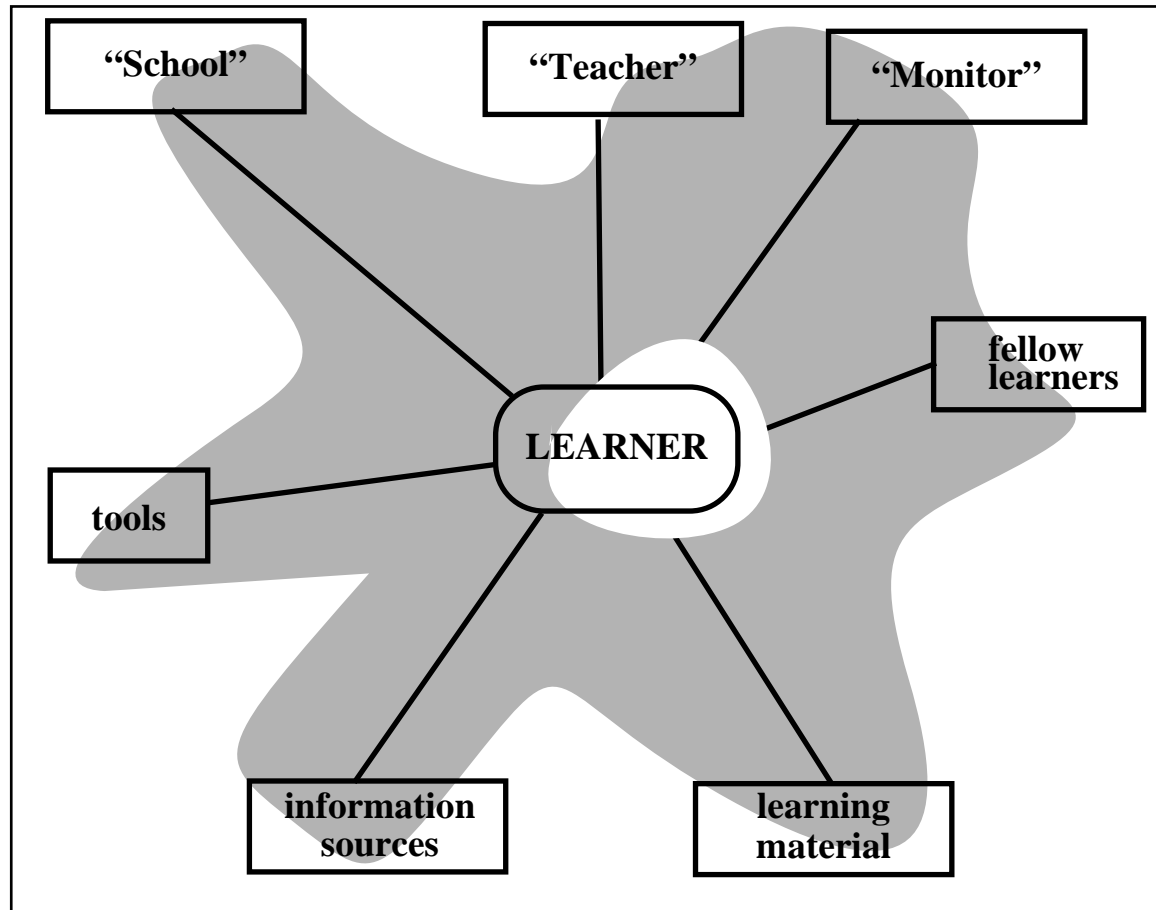 “School”
“Teacher”
“Monitor”
fellow
learners
LEARNER
tools
information
sources
learning
material